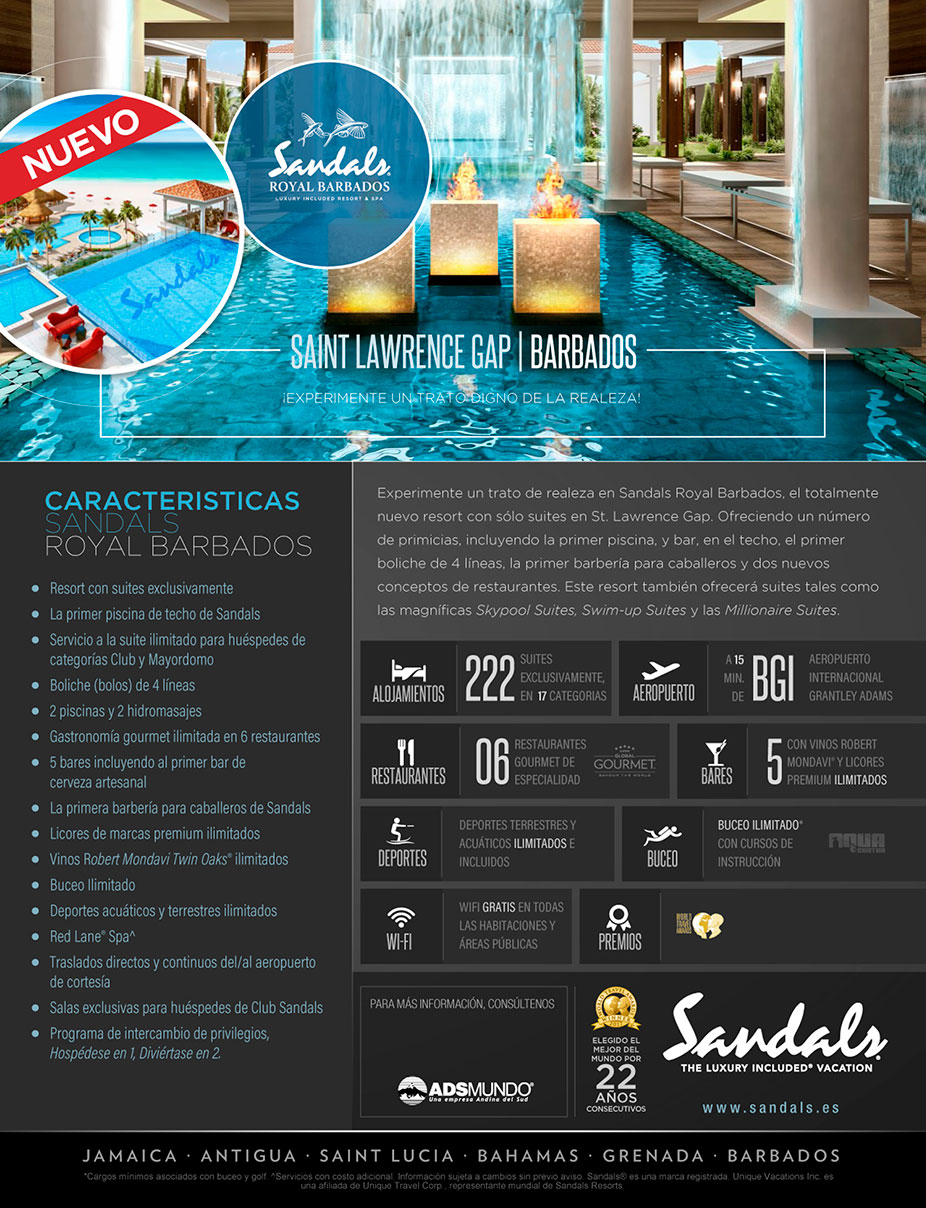 NUEVO
Sandals
Sandals®
ROYAL BARBADOS
LUXURY INCLUDED RESORT & SPA
SAINT LAWRENCE GAP | BARBADOS
¡EXPERIMENTE UN TRATO DIGNO DE LA REALEZA!
CARACTERISTICAS
SANDALS
ROYAL BARBADOS
● Resort con suites exclusivamente
● La primer piscina de techo de Sandals
● Servicio a la suite ilimitado para huéspedes de
categorías Club y Mayordomo
● Boliche (bolos) de 4 líneas
● 2 piscinas y 2 hidromasajes
● Gastronomía gourmet ilimitada en 6 restaurantes
● 5 bares incluyendo al primer bar de
cerveza artesanal
● La primera barbería para caballeros de Sandals
● Licores de marcas premium ilimitados
● Vinos Robert Mondavi Twin Oaks® ilimitados
● Buceo Ilimitado
● Deportes acuáticos y terrestres ilimitados
● Red Lane® Spa^
● Traslados directos y continuos del/al aeropuerto
de cortesía
● Salas exclusivas para huéspedes de Club Sandals
● Programa de intercambio de privilegios,
Hospédese en 1, Diviértase en 2.
Experimente un trato de realeza en Sandals Royal Barbados, el totalmente
nuevo resort con sólo suites en St. Lawrence Gap. Ofreciendo un número
de primicias, incluyendo la primer piscina, y bar, en el techo, el primer
boliche de 4 líneas, la primer barbería para caballeros y dos nuevos
conceptos de restaurantes. Este resort también ofrecerá suites tales como
las magníficas Skypool Suites, Swim-up Suites y las Millionaire Suites.
ALOJAMIENTOS
222
SUITES
EXCLUSIVAMENTE,
EN 17 CATEGORIAS
AEROPUERTO
A 15
MIN.
DE
BGI
AEROPUERTO
INTERNACIONAL
GRANTLEY ADAMS
RESTAURANTES
06
RESTAURANTES
GOURMET DE
ESPECIALIDAD
GLOBAL
GOURMET
SAVOUR THE WORLD
BARES
5
CON VINOS ROBERT
MONDAVI® Y LICORES
PREMIUM ILIMITADOS
DEPORTES
DEPORTES TERRESTRES Y
ACUÁTICOS ILIMITADOS E
INCLUIDOS
BUCEO
BUCEO ILIMITADO*
CON CURSOS DE
INSTRUCCIÓN
AQUA
CENTER
WI-FI
WIFI GRATIS EN TODAS
LAS HABITACIONES Y
ÁREAS PÚBLICAS
PREMIOS
WORLD
TRAVEL
AWARDS
PARA MÁS INFORMACIÓN, CONSÚLTENOS
ADSMUNDO®
Una empresa Andina del Sud
WORLD TRAVEL AWARDS
WINNER
2017
ELEGIDO EL
MEJOR DEL
MUNDO POR
22
AÑOS
CONSECUTIVOS
Sandals®
THE LUXURY INCLUDED® VACATION
www.sandals.es
JAMAICA · ANTIGUA · SAINT LUCIA · BAHAMAS · GRENADA · BARBADOS
*Cargos mínimos asociados con buceo y golf. ^Servicios con costo adicional. Información sujeta a cambios sin previo aviso. Sandals® es una marca registrada. Unique Vacations Inc. es
una afiliada de Unique Travel Corp., representante mundial de Sandals Resorts.